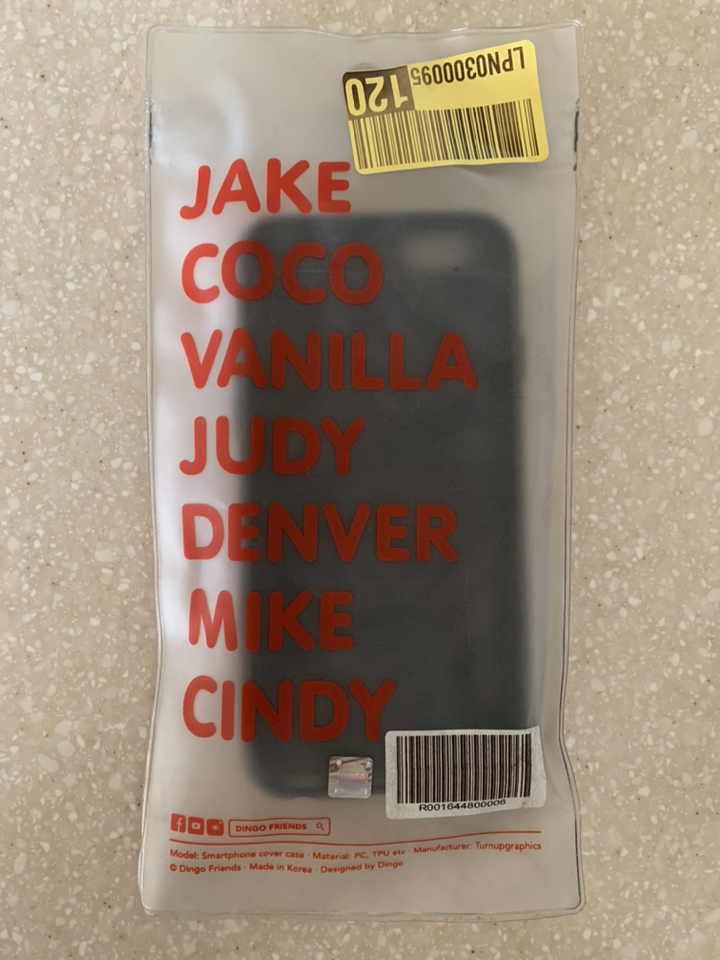 LPN0300095
120
JAKE
COCO
VANILLA
JUDY
DENVER
MIKE
CINDY
R001644800006
DINGO FRIENDS
Model: Smartphone cover case · Material: PC, TPU etc · Manufacturer: Turnupgraphics
© Dingo Friends · Made in Korea · Designed by Dingo